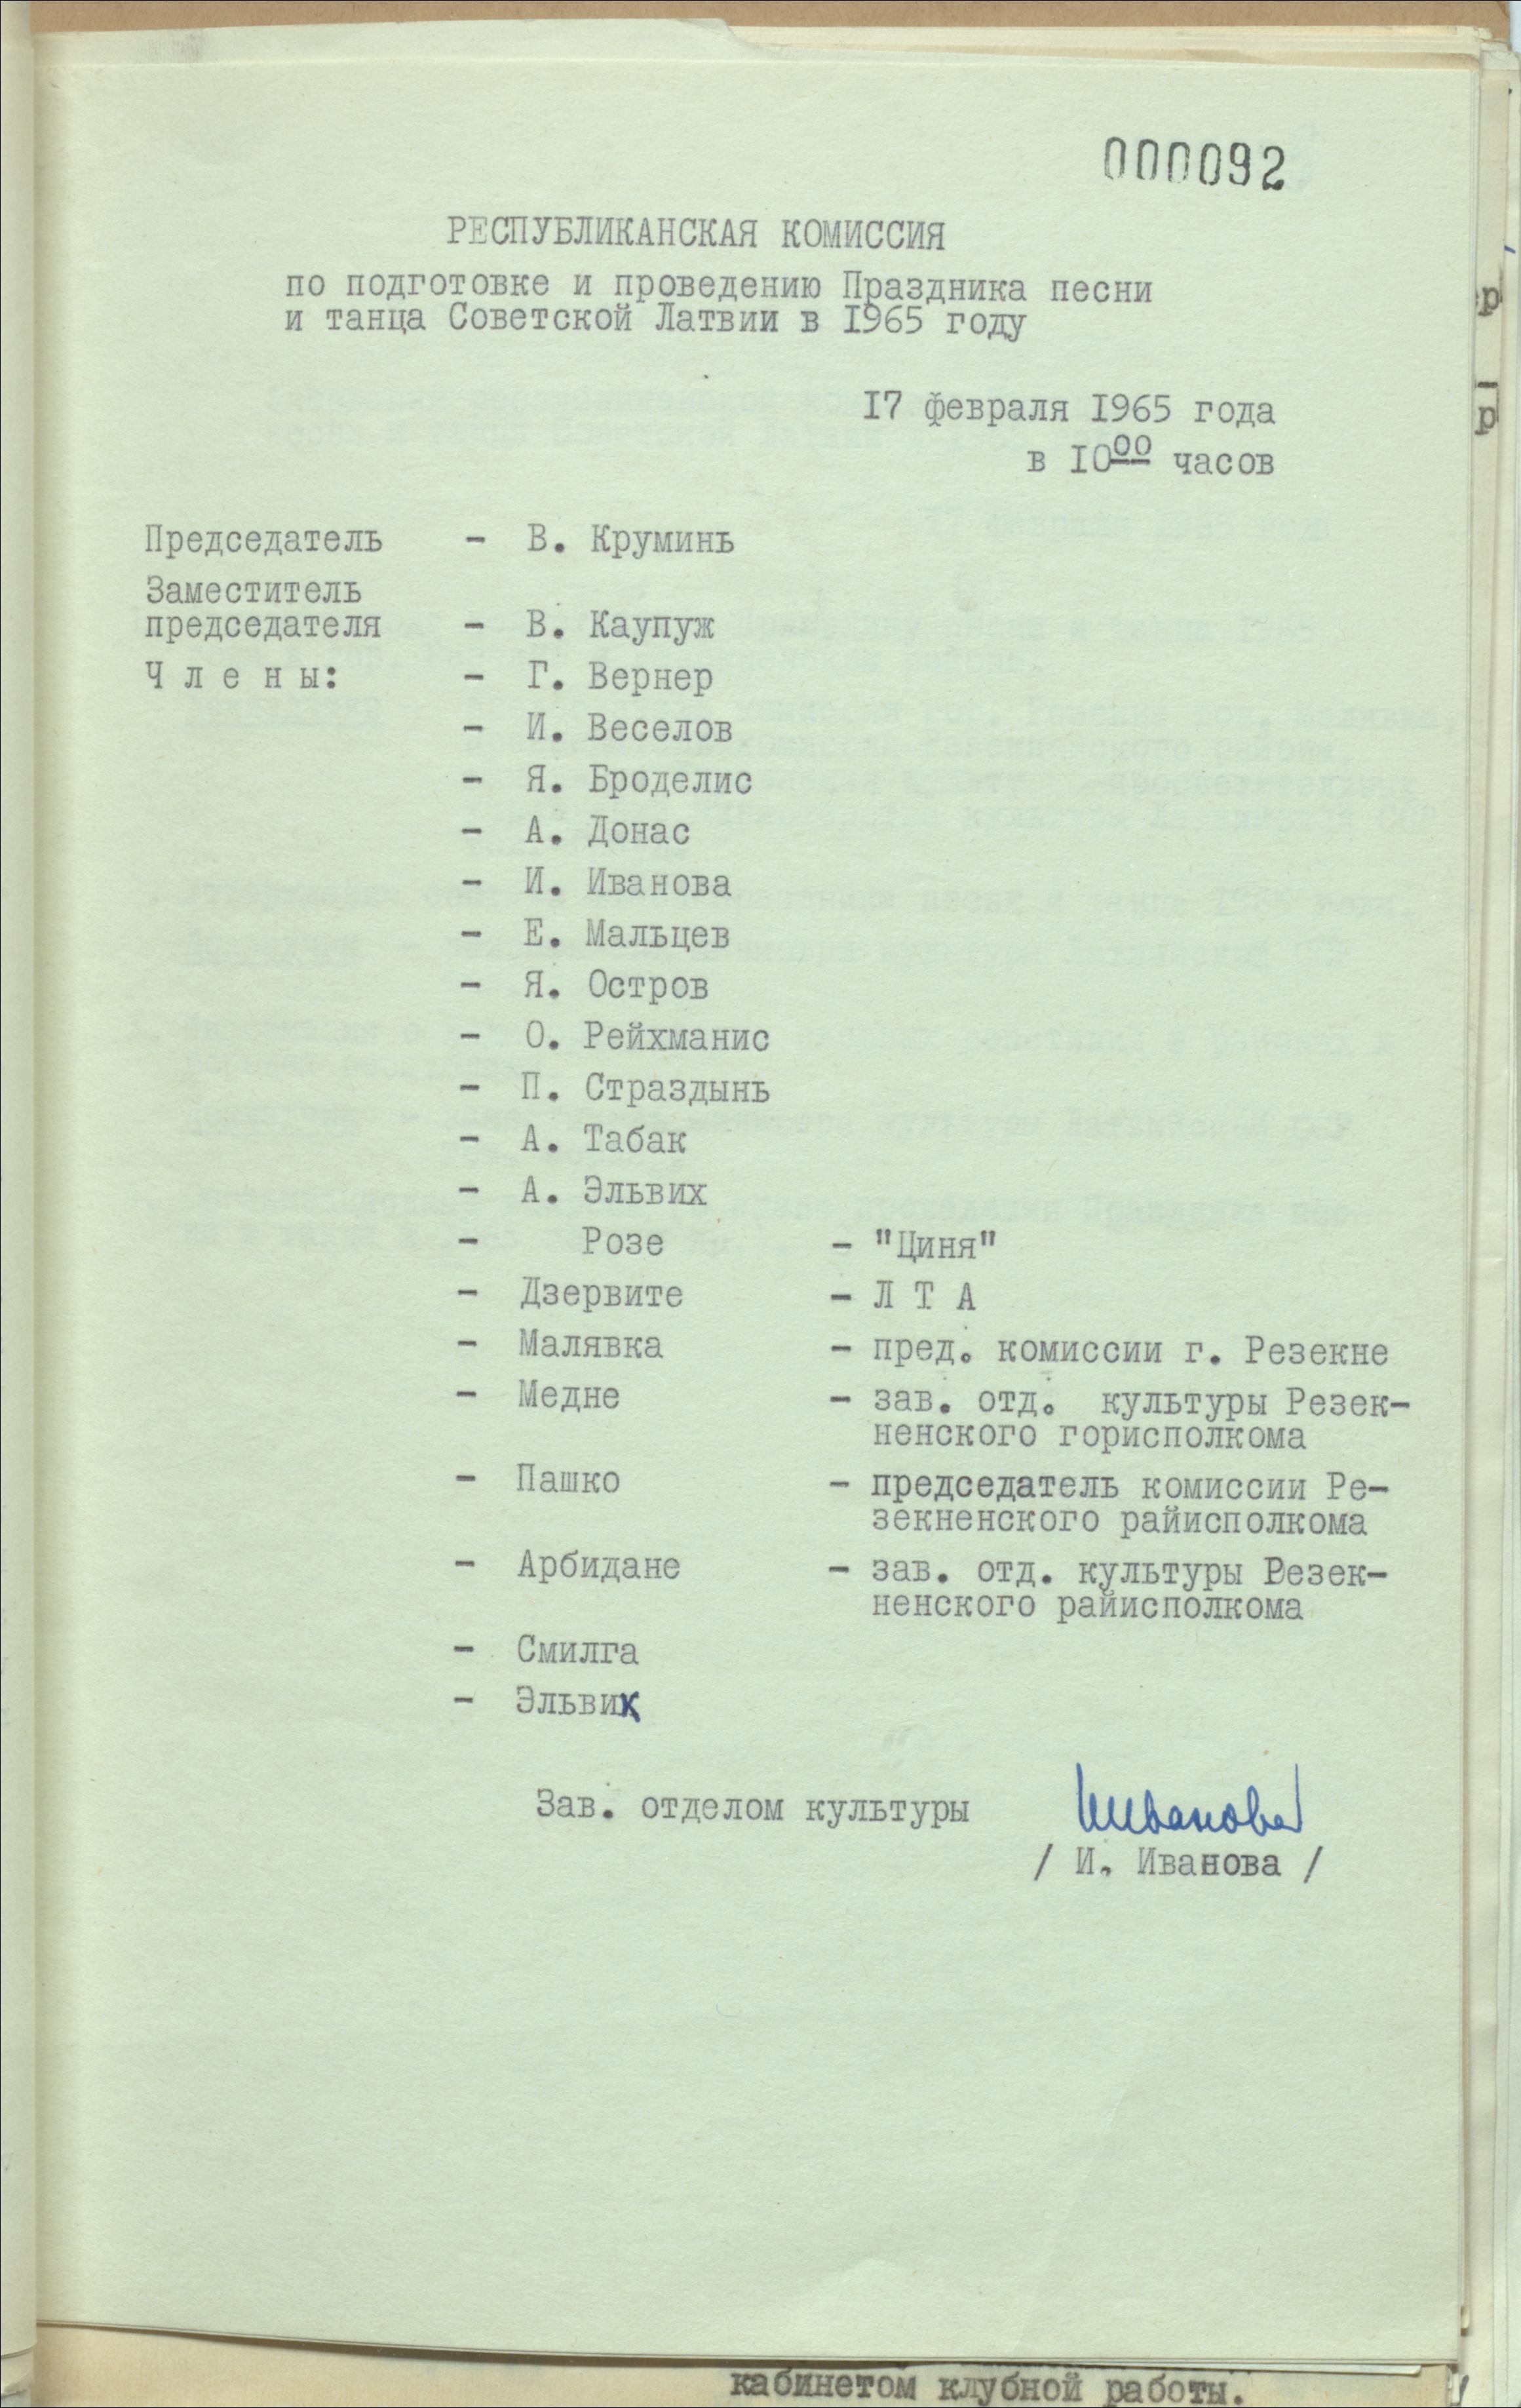 000092
РЕСПУБЛИКАНСКАЯ КОМИССИЯ
по подготовке и проведению Праздника песни
и танца Советской Латвии в 1965 году
17 февраля 1965 года
в 10⁰⁰ часов
Председатель - В. Круминь
Заместитель
председателя - В. Каупуж
Ч л е н ы: - Г. Вернер
- И. Веселов
- Я. Броделис
- А. Донас
- И. Иванова
- Е. Мальцев
- Я. Остров
- О. Рейхманис
- П. Страздынь
- А. Табак
- А. Эльвих
- Розе - "Циня"
- Дзервите - Л Т А
- Малявка - пред. комиссии г. Резекне
- Медне - зав. отд. культуры Резек-
ненского горисполкома
- Пашко - председатель комиссии Ре-
зекненского райисполкома
- Арбидане - зав. отд. культуры Резек-
ненского райисполкома
- Смилга
- Эльвик
Зав. отделом культуры ИИванова
/ И. Иванова /
кабинетом клубной работы.